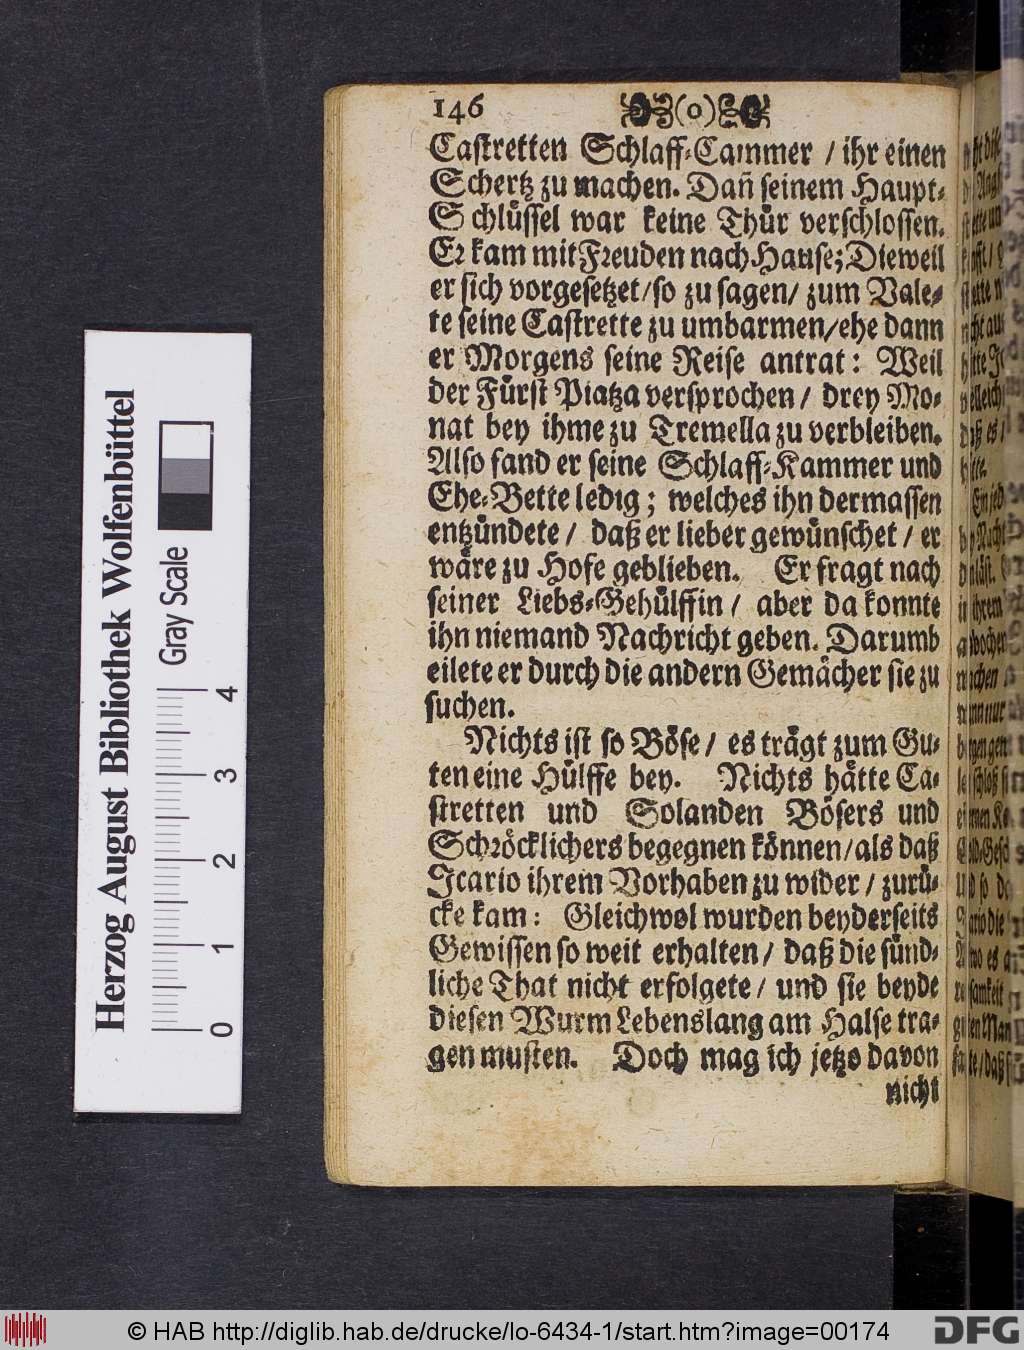 146 (o)
Caſtretten Schlaff-Cammer / ihr einen
Schertz zu machen. Dañ ſeinem Haupt-
Schlüſſel war keine Thür verſchloſſen.
Er kam mit Freuden nach Hauſe; Dieweil
er ſich vorgeſetzet / ſo zu ſagen / zum Vale-
te ſeine Caſtrette zu umbarmen / ehe dann
er Morgens ſeine Reiſe antrat: Weil
der Fürſt Piatza verſprochen / drey Mo-
nat bey ihme zu Tremella zu verbleiben.
Alſo fand er ſeine Schlaff-Kammer und
Ehe-Bette ledig; welches ihn dermaſſen
entzündete / daß er lieber gewünſchet / er
wäre zu Hofe geblieben. Er fragt nach
ſeiner Liebs-Gehülffin / aber da konnte
ihn niemand Nachricht geben. Darumb
eilete er durch die andern Gemächer ſie zu
ſuchen.
Nichts iſt ſo Böſe / es trägt zum Gu-
ten eine Hülffe bey. Nichts hätte Ca-
ſtretten und Solanden Böſers und
Schröcklichers begegnen können / als daß
Icario ihrem Vorhaben zu wider / zurü-
cke kam: Gleichwol wurden beyderſeits
Gewiſſen ſo weit erhalten / daß die ſünd-
liche That nicht erfolgete / und ſie beyde
dieſen Wurm Lebenslang am Halſe tra-
gen muſten. Doch mag ich jetzo davon
nicht
Herzog August Bibliothek Wolfenbüttel
Gray Scale
0 1 2 3 4
© HAB http://diglib.hab.de/drucke/lo-6434-1/start.htm?image=00174
DFG